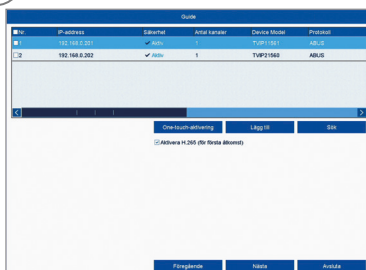 Guide
Nr. IP-address Säkerhet Antal kanaler Device Model Protokoll
1 192.168.0.201 Aktiv 1 TVIP11561 ABUS
2 192.168.0.202 Aktiv 1 TVIP21560 ABUS
One-touch-aktivering Lägg till Sök
Aktivera H.265 (för första åtkomst)
Föregående Nästa Avsluta